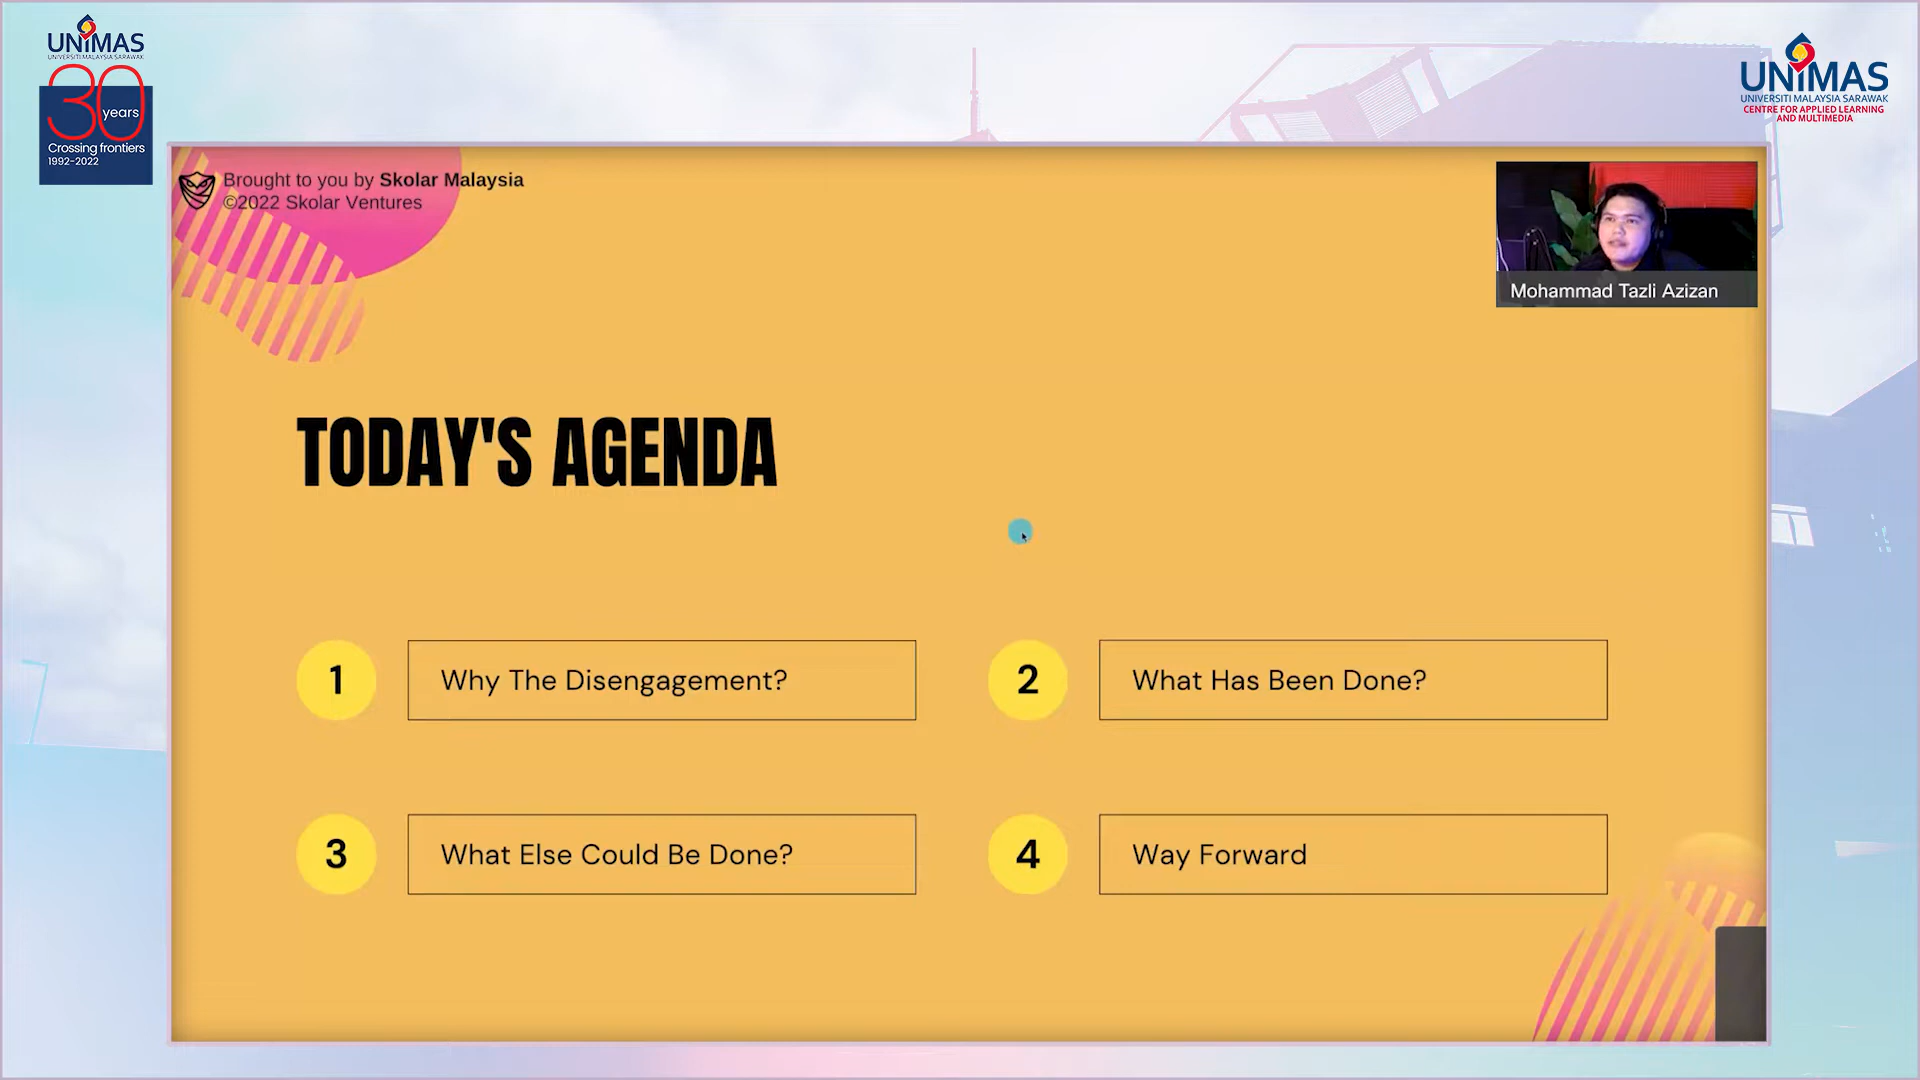 UNIMAS
UNIVERSITI MALAYSIA SARAWAK
30
years
Crossing frontiers
1992-2022
UNIMAS
UNIVERSITI MALAYSIA SARAWAK
CENTRE FOR APPLIED LEARNING
AND MULTIMEDIA
Brought to you by Skolar Malaysia
©2022 Skolar Ventures
Mohammad Tazli Azizan
TODAY'S AGENDA
1
Why The Disengagement?
2
What Has Been Done?
3
What Else Could Be Done?
4
Way Forward